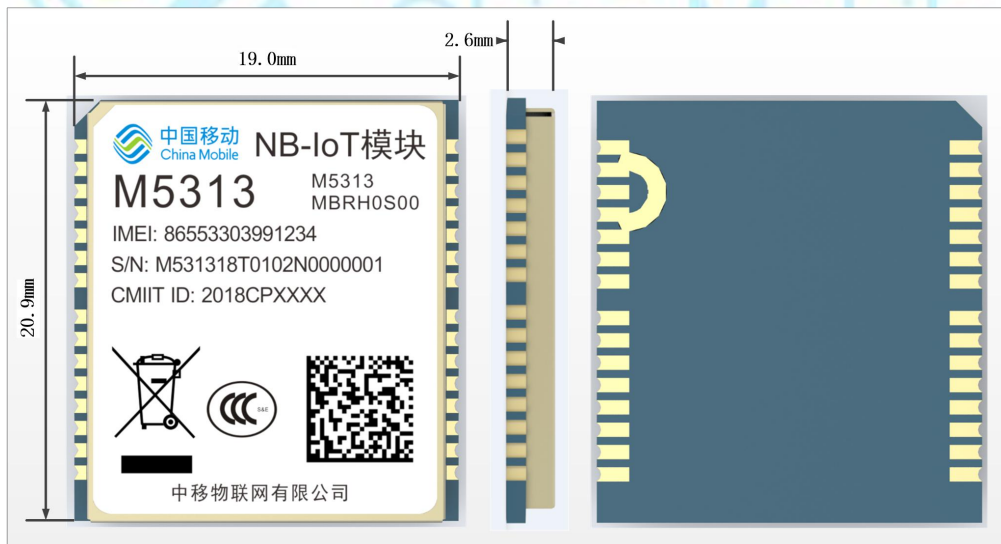 2.6mm
19.0mm
20.9mm
中国移动
China Mobile
NB-IoT模块
M5313
M5313
MBRH0S00
IMEI: 86553303991234
S/N: M531318T0102N0000001
CMIIT ID: 2018CPXXXX
CCC
S&E
中移物联网有限公司